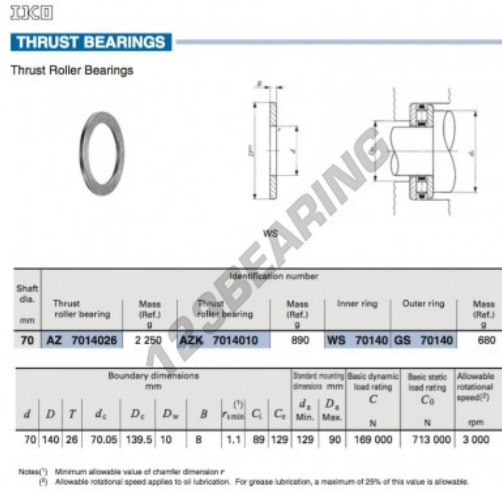 IKO
THRUST BEARINGS
Thrust Roller Bearings
B
r
D
d
WS
123BEARING
Identification number
Shaft dia. mm
Thrust roller bearing
Mass (Ref.) g
Thrust roller bearing
Mass (Ref.) g
Inner ring
Outer ring
Mass (Ref.) g
70 AZ 7014026 2 250 AZK 7014010 890 WS 70140 GS 70140 680
Boundary dimensions mm
Standard mounting dimensions mm
Basic dynamic load rating C N
Basic static load rating C0 N
Allowable rotational speed(2) rpm
d D T dc Dc Dw B rs min(1) Ci Ce da Min. Da Max.
70 140 26 70.05 139.5 10 8 1.1 89 129 129 90 169 000 713 000 3 000
Notes(1) Minimum allowable value of chamfer dimension r
(2) Allowable rotational speed applies to oil lubrication. For grease lubrication, a maximum of 25% of this value is allowable.